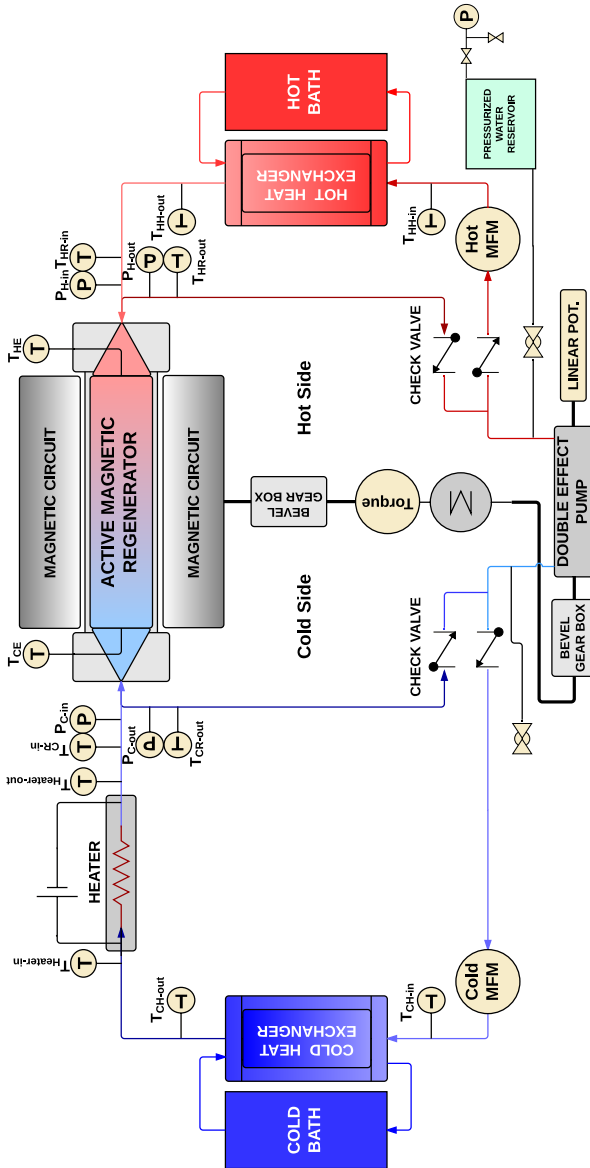 P
HOT
BATH
HOT HEAT
EXCHANGER
PRESSURIZED
WATER
RESERVOIR
T
T_HH-out
T
T_HH-in
Hot
MFM
T
T_HR-in
P
P_H-in
P
P_H-out
T
T_HR-out
T
T_HE
CHECK VALVE
LINEAR POT.
MAGNETIC CIRCUIT
ACTIVE MAGNETIC
REGENERATOR
MAGNETIC CIRCUIT
Hot Side
BEVEL
GEAR BOX
Torque
M
DOUBLE EFFECT
PUMP
Cold Side
T
T_CE
CHECK VALVE
BEVEL
GEAR BOX
P
P_C-in
T
T_CR-in
P
P_C-out
T
T_CR-out
T
T_Heater-out
HEATER
T
T_Heater-in
T
T_CH-out
T
T_CH-in
Cold
MFM
COLD HEAT
EXCHANGER
COLD
BATH